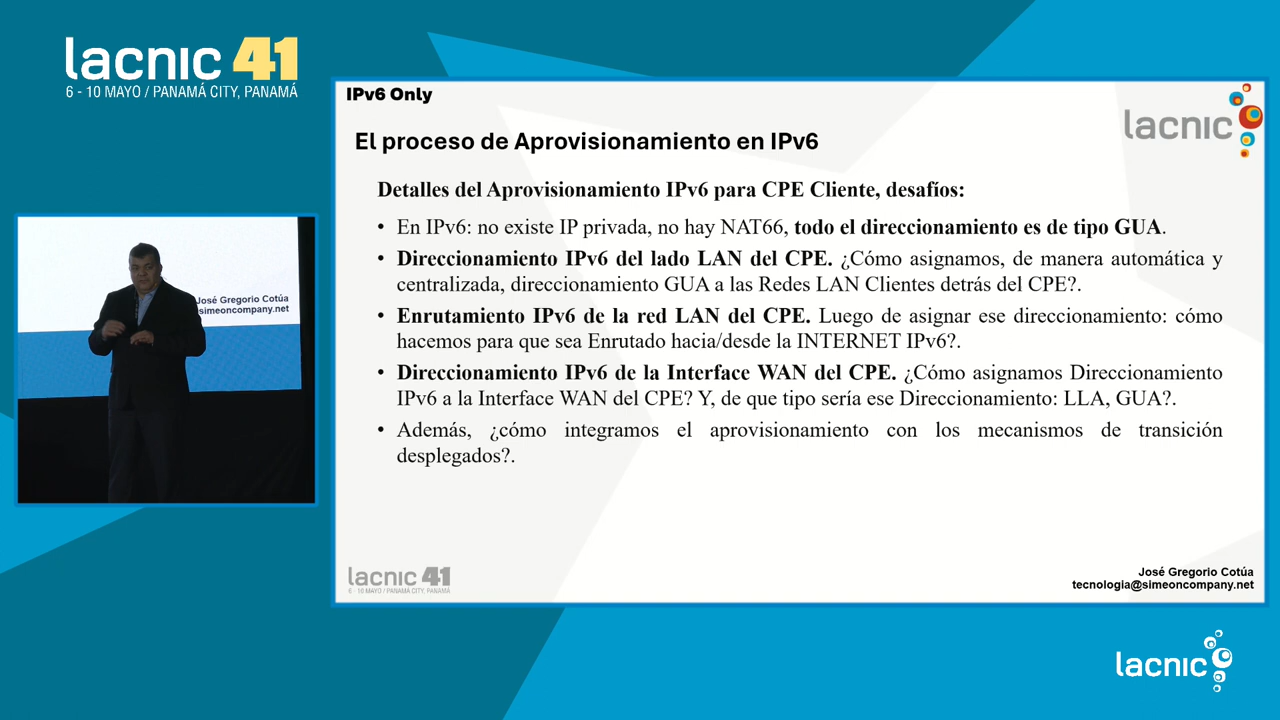 lacnic 41
6 - 10 MAYO / PANAMÁ CITY, PANAMÁ
José Gregorio Cotúa
simeoncompany.net
IPv6 Only
lacnic
El proceso de Aprovisionamiento en IPv6
Detalles del Aprovisionamiento IPv6 para CPE Cliente, desafíos:
• En IPv6: no existe IP privada, no hay NAT66, todo el direccionamiento es de tipo GUA.
• Direccionamiento IPv6 del lado LAN del CPE. ¿Cómo asignamos, de manera automática y
centralizada, direccionamiento GUA a las Redes LAN Clientes detrás del CPE?.
• Enrutamiento IPv6 de la red LAN del CPE. Luego de asignar ese direccionamiento: cómo
hacemos para que sea Enrutado hacia/desde la INTERNET IPv6?.
• Direccionamiento IPv6 de la Interface WAN del CPE. ¿Cómo asignamos Direccionamiento
IPv6 a la Interface WAN del CPE? Y, de que tipo sería ese Direccionamiento: LLA, GUA?.
• Además, ¿cómo integramos el aprovisionamiento con los mecanismos de transición
desplegados?.
lacnic 41
6 - 10 MAYO / PANAMÁ CITY, PANAMÁ
José Gregorio Cotúa
tecnologia@simeoncompany.net
lacnic